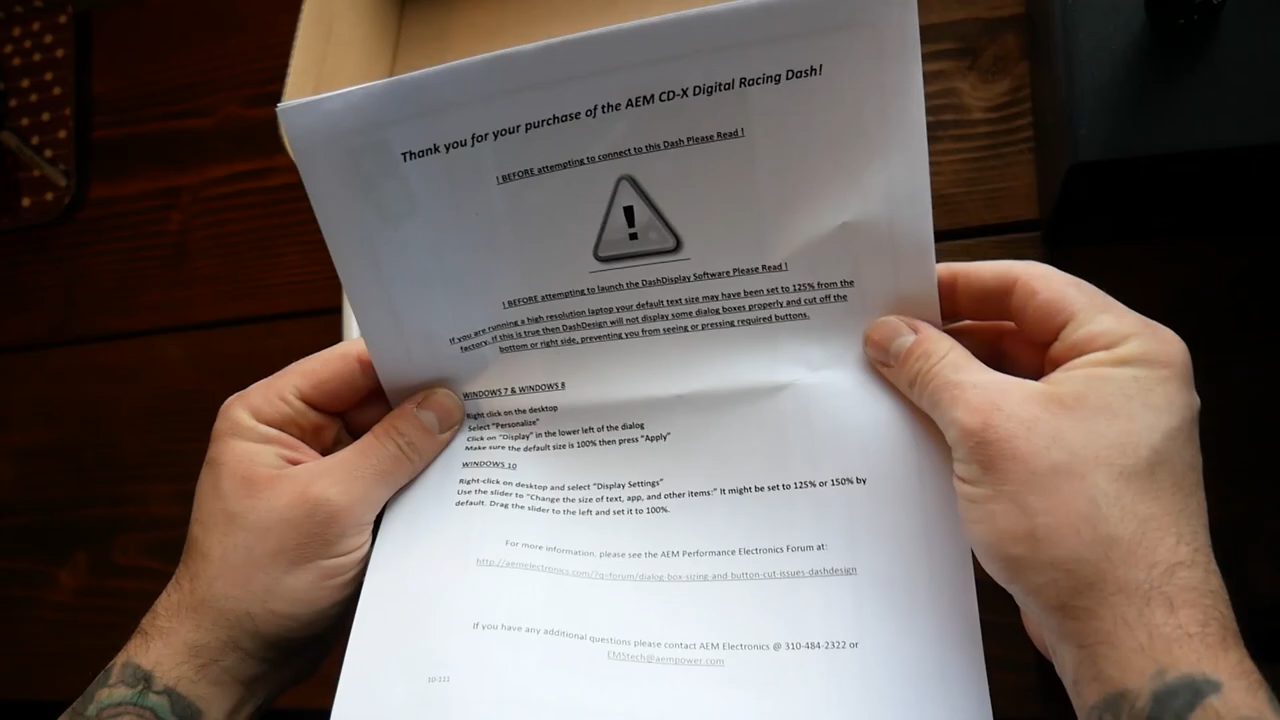 Thank you for your purchase of the AEM CD-X Digital Racing Dash!
! BEFORE attempting to connect to this Dash Please Read !
!
! BEFORE attempting to launch the DashDisplay Software Please Read !
If you are running a high resolution laptop your default text size may have been set to 125% from the
factory. If this is true then DashDesign will not display some dialog boxes properly and cut off the
bottom or right side, preventing you from seeing or pressing required buttons.
WINDOWS 7 & WINDOWS 8
Right click on the desktop
Select "Personalize"
Click on "Display" in the lower left of the dialog
Make sure the default size is 100% then press "Apply"
WINDOWS 10
Right-click on desktop and select "Display Settings"
Use the slider to "Change the size of text, app, and other items:" It might be set to 125% or 150% by
default. Drag the slider to the left and set it to 100%.
For more information, please see the AEM Performance Electronics Forum at:
http://aemelectronics.com/?q=forum/dialog-box-sizing-and-button-cut-issues-dashdesign
If you have any additional questions please contact AEM Electronics @ 310-484-2322 or
EMStech@aempower.com
10-111